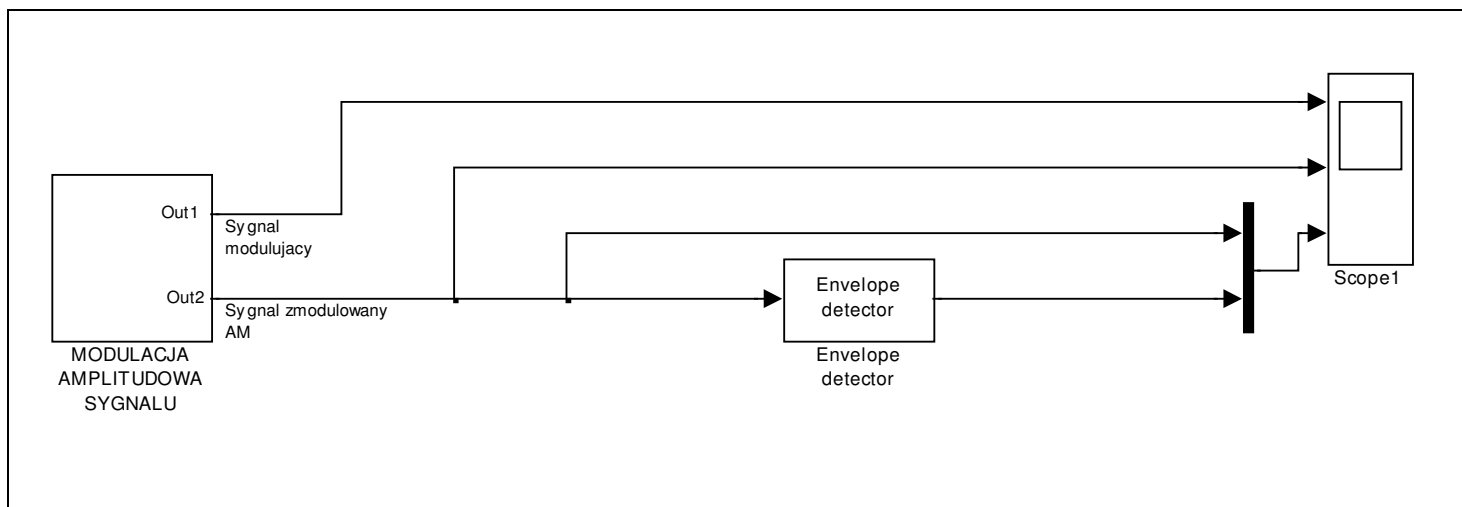 Out1
Sygnal
modulujacy
Out2
Sygnal zmodulowany
AM
MODULACJA
AMPLITUDOWA
SYGNALU
Envelope
detector
Envelope
detector
Scope1